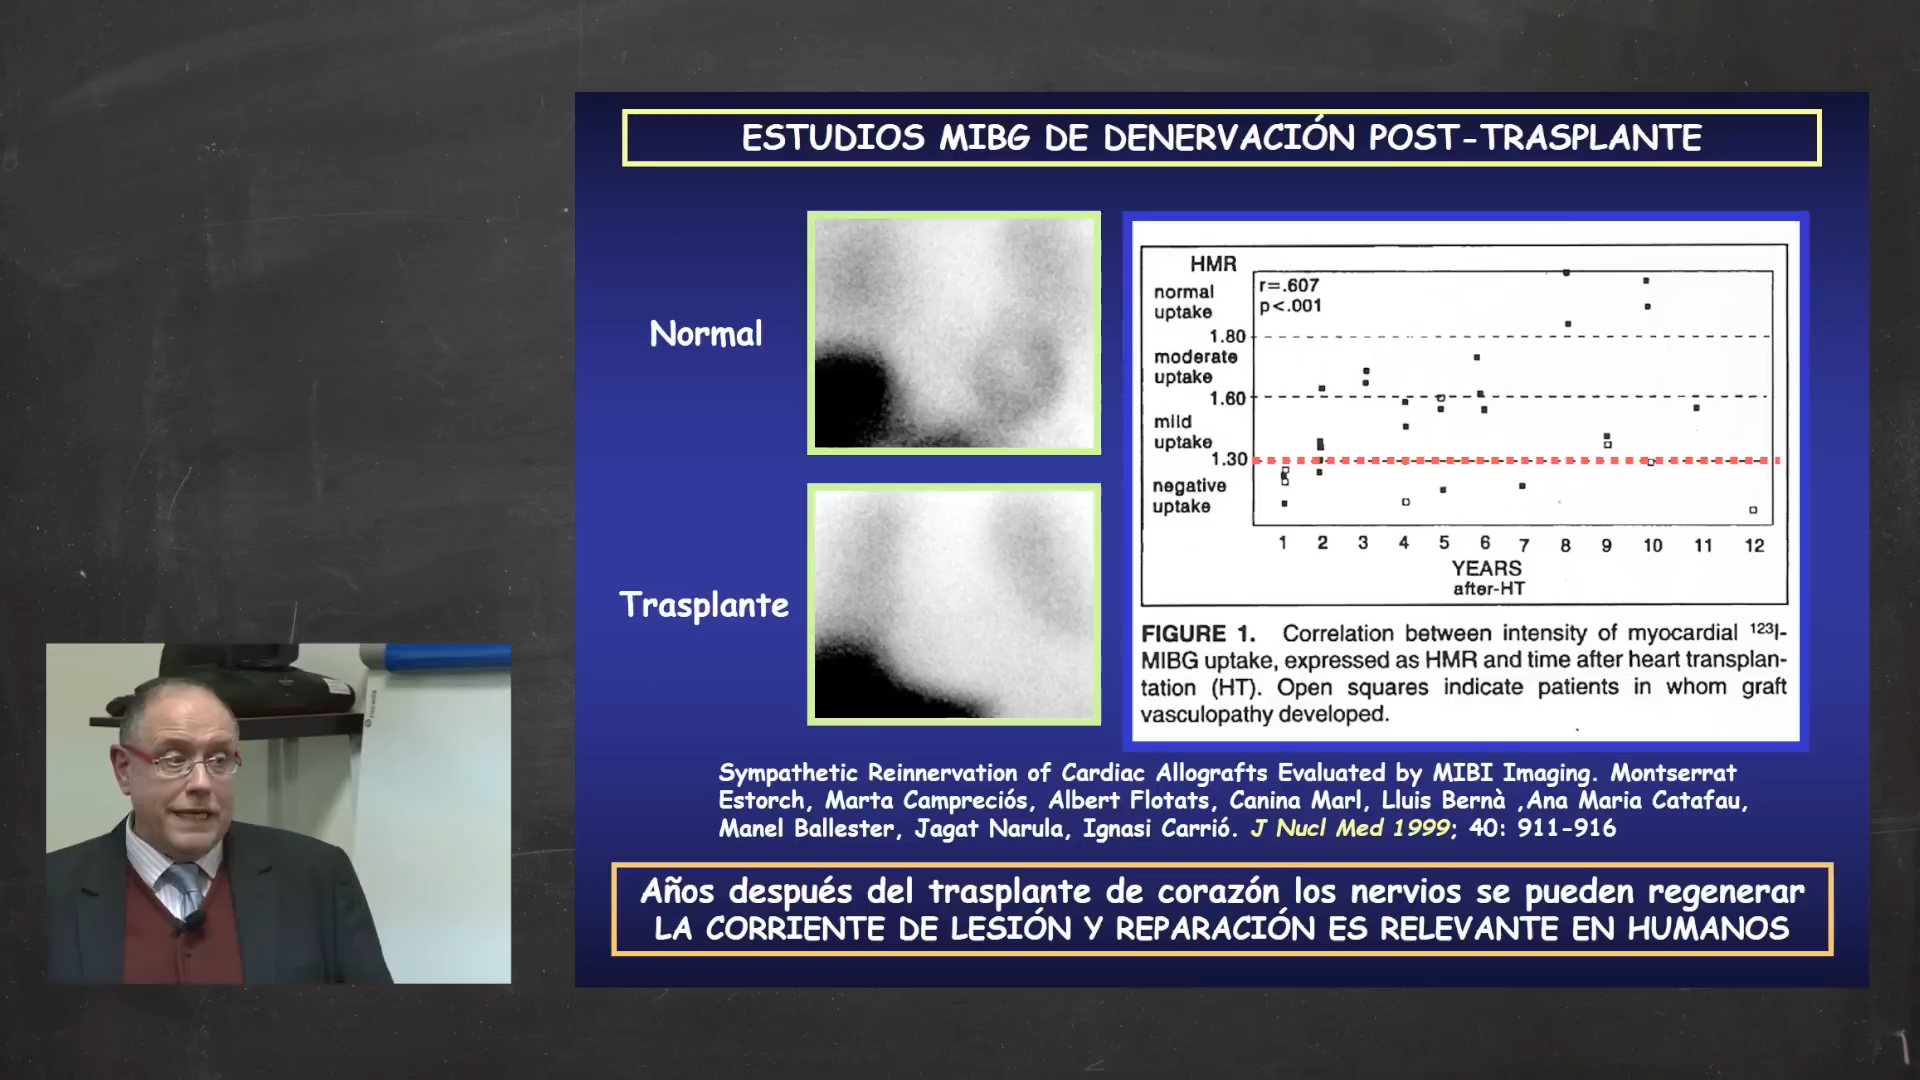 ESTUDIOS MIBG DE DENERVACIÓN POST-TRASPLANTE
Normal
Trasplante
HMR
normal
uptake
1.80
moderate
uptake
1.60
mild
uptake
1.30
negative
uptake
r=.607
p<.001
1 2 3 4 5 6 7 8 9 10 11 12
YEARS
after-HT
FIGURE 1. Correlation between intensity of myocardial ¹²³I-
MIBG uptake, expressed as HMR and time after heart transplan-
tation (HT). Open squares indicate patients in whom graft
vasculopathy developed.
Sympathetic Reinnervation of Cardiac Allografts Evaluated by MIBI Imaging. Montserrat
Estorch, Marta Campreciós, Albert Flotats, Canina Marl, Lluis Bernà ,Ana Maria Catafau,
Manel Ballester, Jagat Narula, Ignasi Carrió. J Nucl Med 1999; 40: 911-916
Años después del trasplante de corazón los nervios se pueden regenerar
LA CORRIENTE DE LESIÓN Y REPARACIÓN ES RELEVANTE EN HUMANOS